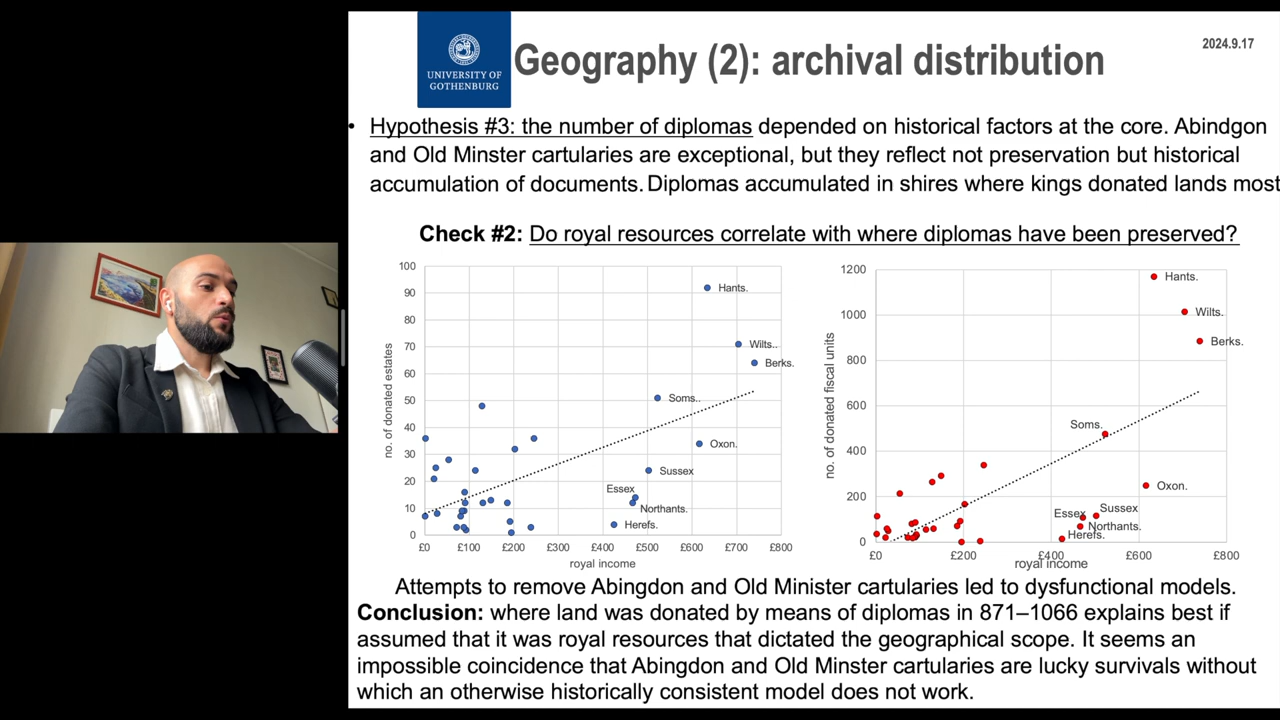 UNIVERSITY OF
GOTHENBURG
Geography (2): archival distribution
2024.9.17
• Hypothesis #3: the number of diplomas depended on historical factors at the core. Abindgon
and Old Minster cartularies are exceptional, but they reflect not preservation but historical
accumulation of documents. Diplomas accumulated in shires where kings donated lands most
Check #2: Do royal resources correlate with where diplomas have been preserved?
100
90
80
70
60
50
40
30
20
10
0
no. of donated estates
Hants.
Wilts..
Berks.
Soms..
Oxon.
Sussex
Essex
Northants.
Herefs.
£0 £100 £200 £300 £400 £500 £600 £700 £800
royal income
1200
1000
800
600
400
200
0
no. of donated fiscal units
Hants.
Wilts.
Berks.
Soms.
Oxon.
Sussex
Essex
Northants.
Herefs.
£0 £200 £400 £600 £800
royal income
Attempts to remove Abingdon and Old Minister cartularies led to dysfunctional models.
Conclusion: where land was donated by means of diplomas in 871–1066 explains best if
assumed that it was royal resources that dictated the geographical scope. It seems an
impossible coincidence that Abingdon and Old Minster cartularies are lucky survivals without
which an otherwise historically consistent model does not work.